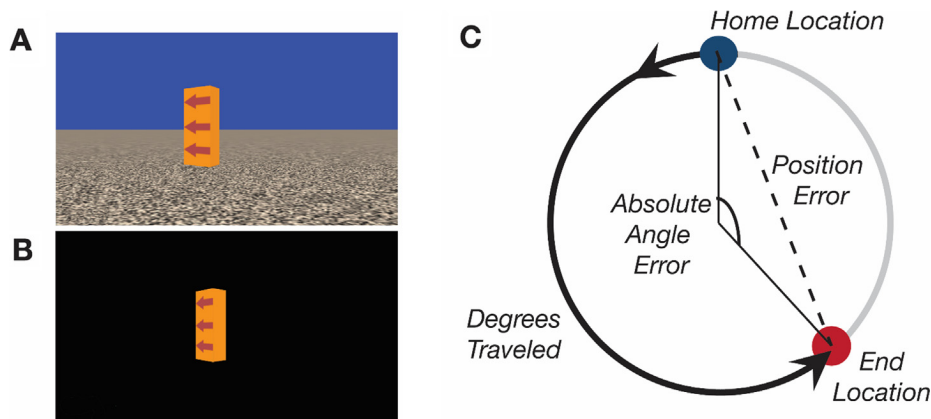 A
B
C
Home Location
Position
Error
Absolute
Angle
Error
Degrees
Traveled
End
Location